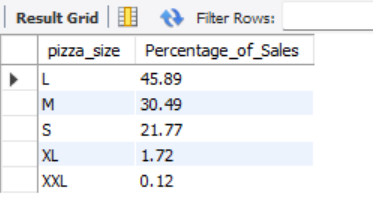 Result Grid Filter Rows:
pizza_size Percentage_of_Sales
L 45.89
M 30.49
S 21.77
XL 1.72
XXL 0.12